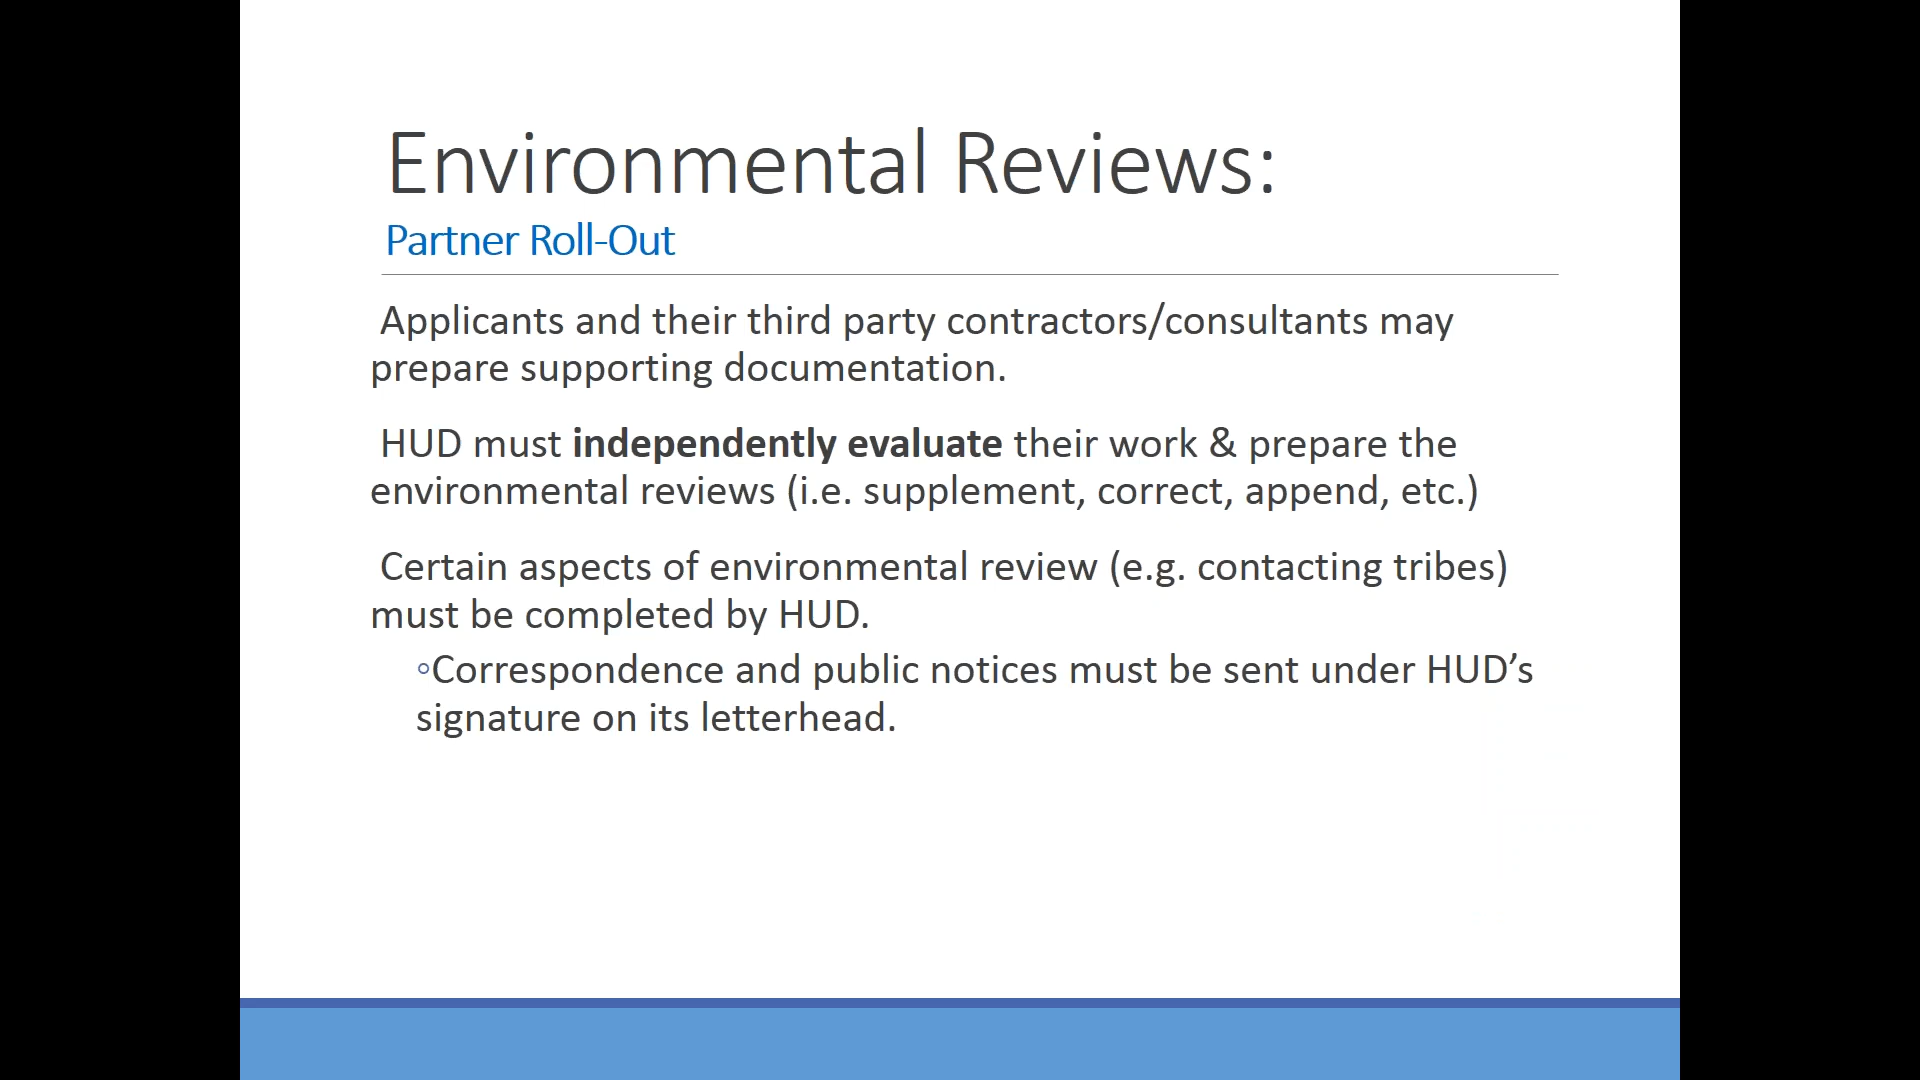 Environmental Reviews:
Partner Roll-Out
Applicants and their third party contractors/consultants may
prepare supporting documentation.
HUD must independently evaluate their work & prepare the
environmental reviews (i.e. supplement, correct, append, etc.)
Certain aspects of environmental review (e.g. contacting tribes)
must be completed by HUD.
◦Correspondence and public notices must be sent under HUD’s
signature on its letterhead.